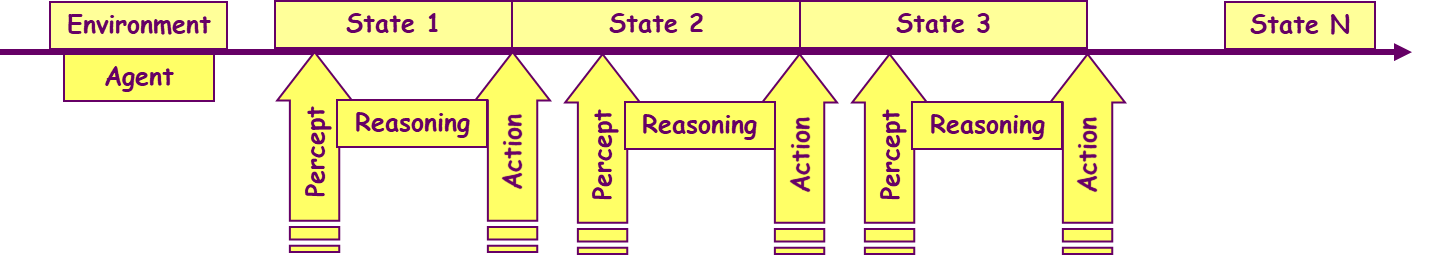 Environment
State 1
State 2
State 3
State N
Agent
Percept
Reasoning
Action
Percept
Reasoning
Action
Percept
Reasoning
Action